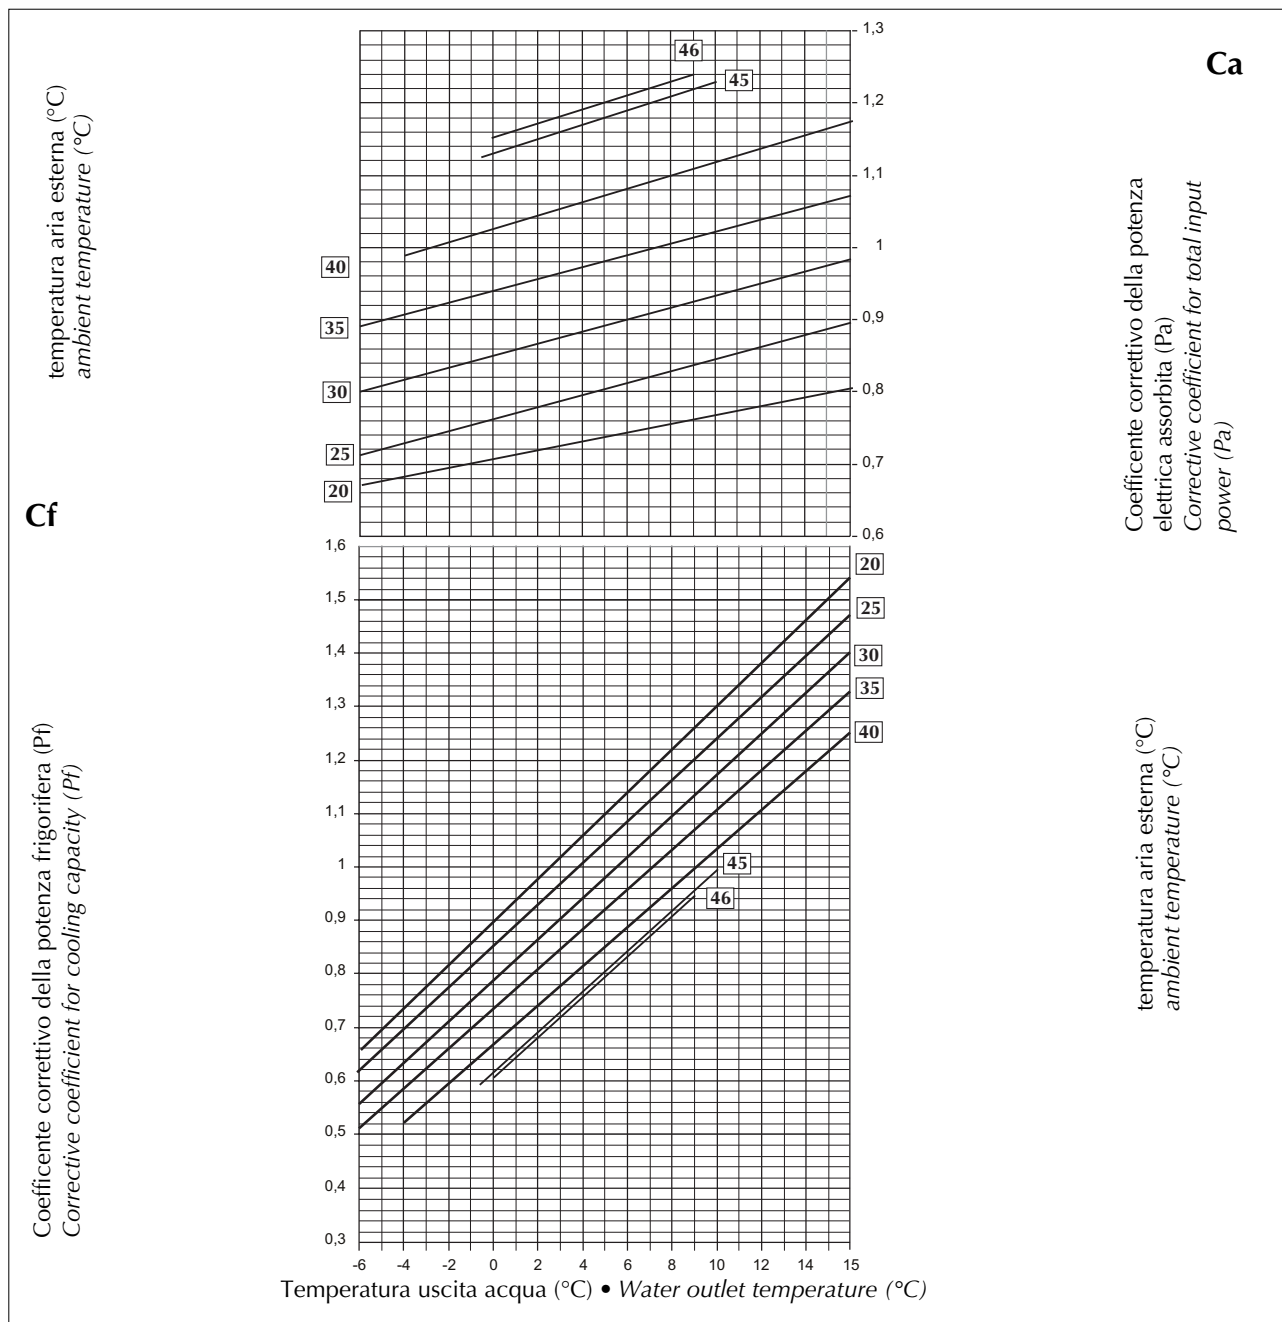 Ca
temperatura aria esterna (°C)
ambient temperature (°C)
46
45
40
35
30
25
20
1,3
1,2
1,1
1
0,9
0,8
0,7
0,6
Coefficente correttivo della potenza
elettrica assorbita (Pa)
Corrective coefficient for total input
power (Pa)
Cf
Coefficente correttivo della potenza frigorifera (Pf)
Corrective coefficient for cooling capacity (Pf)
1,6
1,5
1,4
1,3
1,2
1,1
1
0,9
0,8
0,7
0,6
0,5
0,4
0,3
20
25
30
35
40
45
46
temperatura aria esterna (°C)
ambient temperature (°C)
-6 -4 -2 0 2 4 6 8 10 12 14 15
Temperatura uscita acqua (°C) • Water outlet temperature (°C)